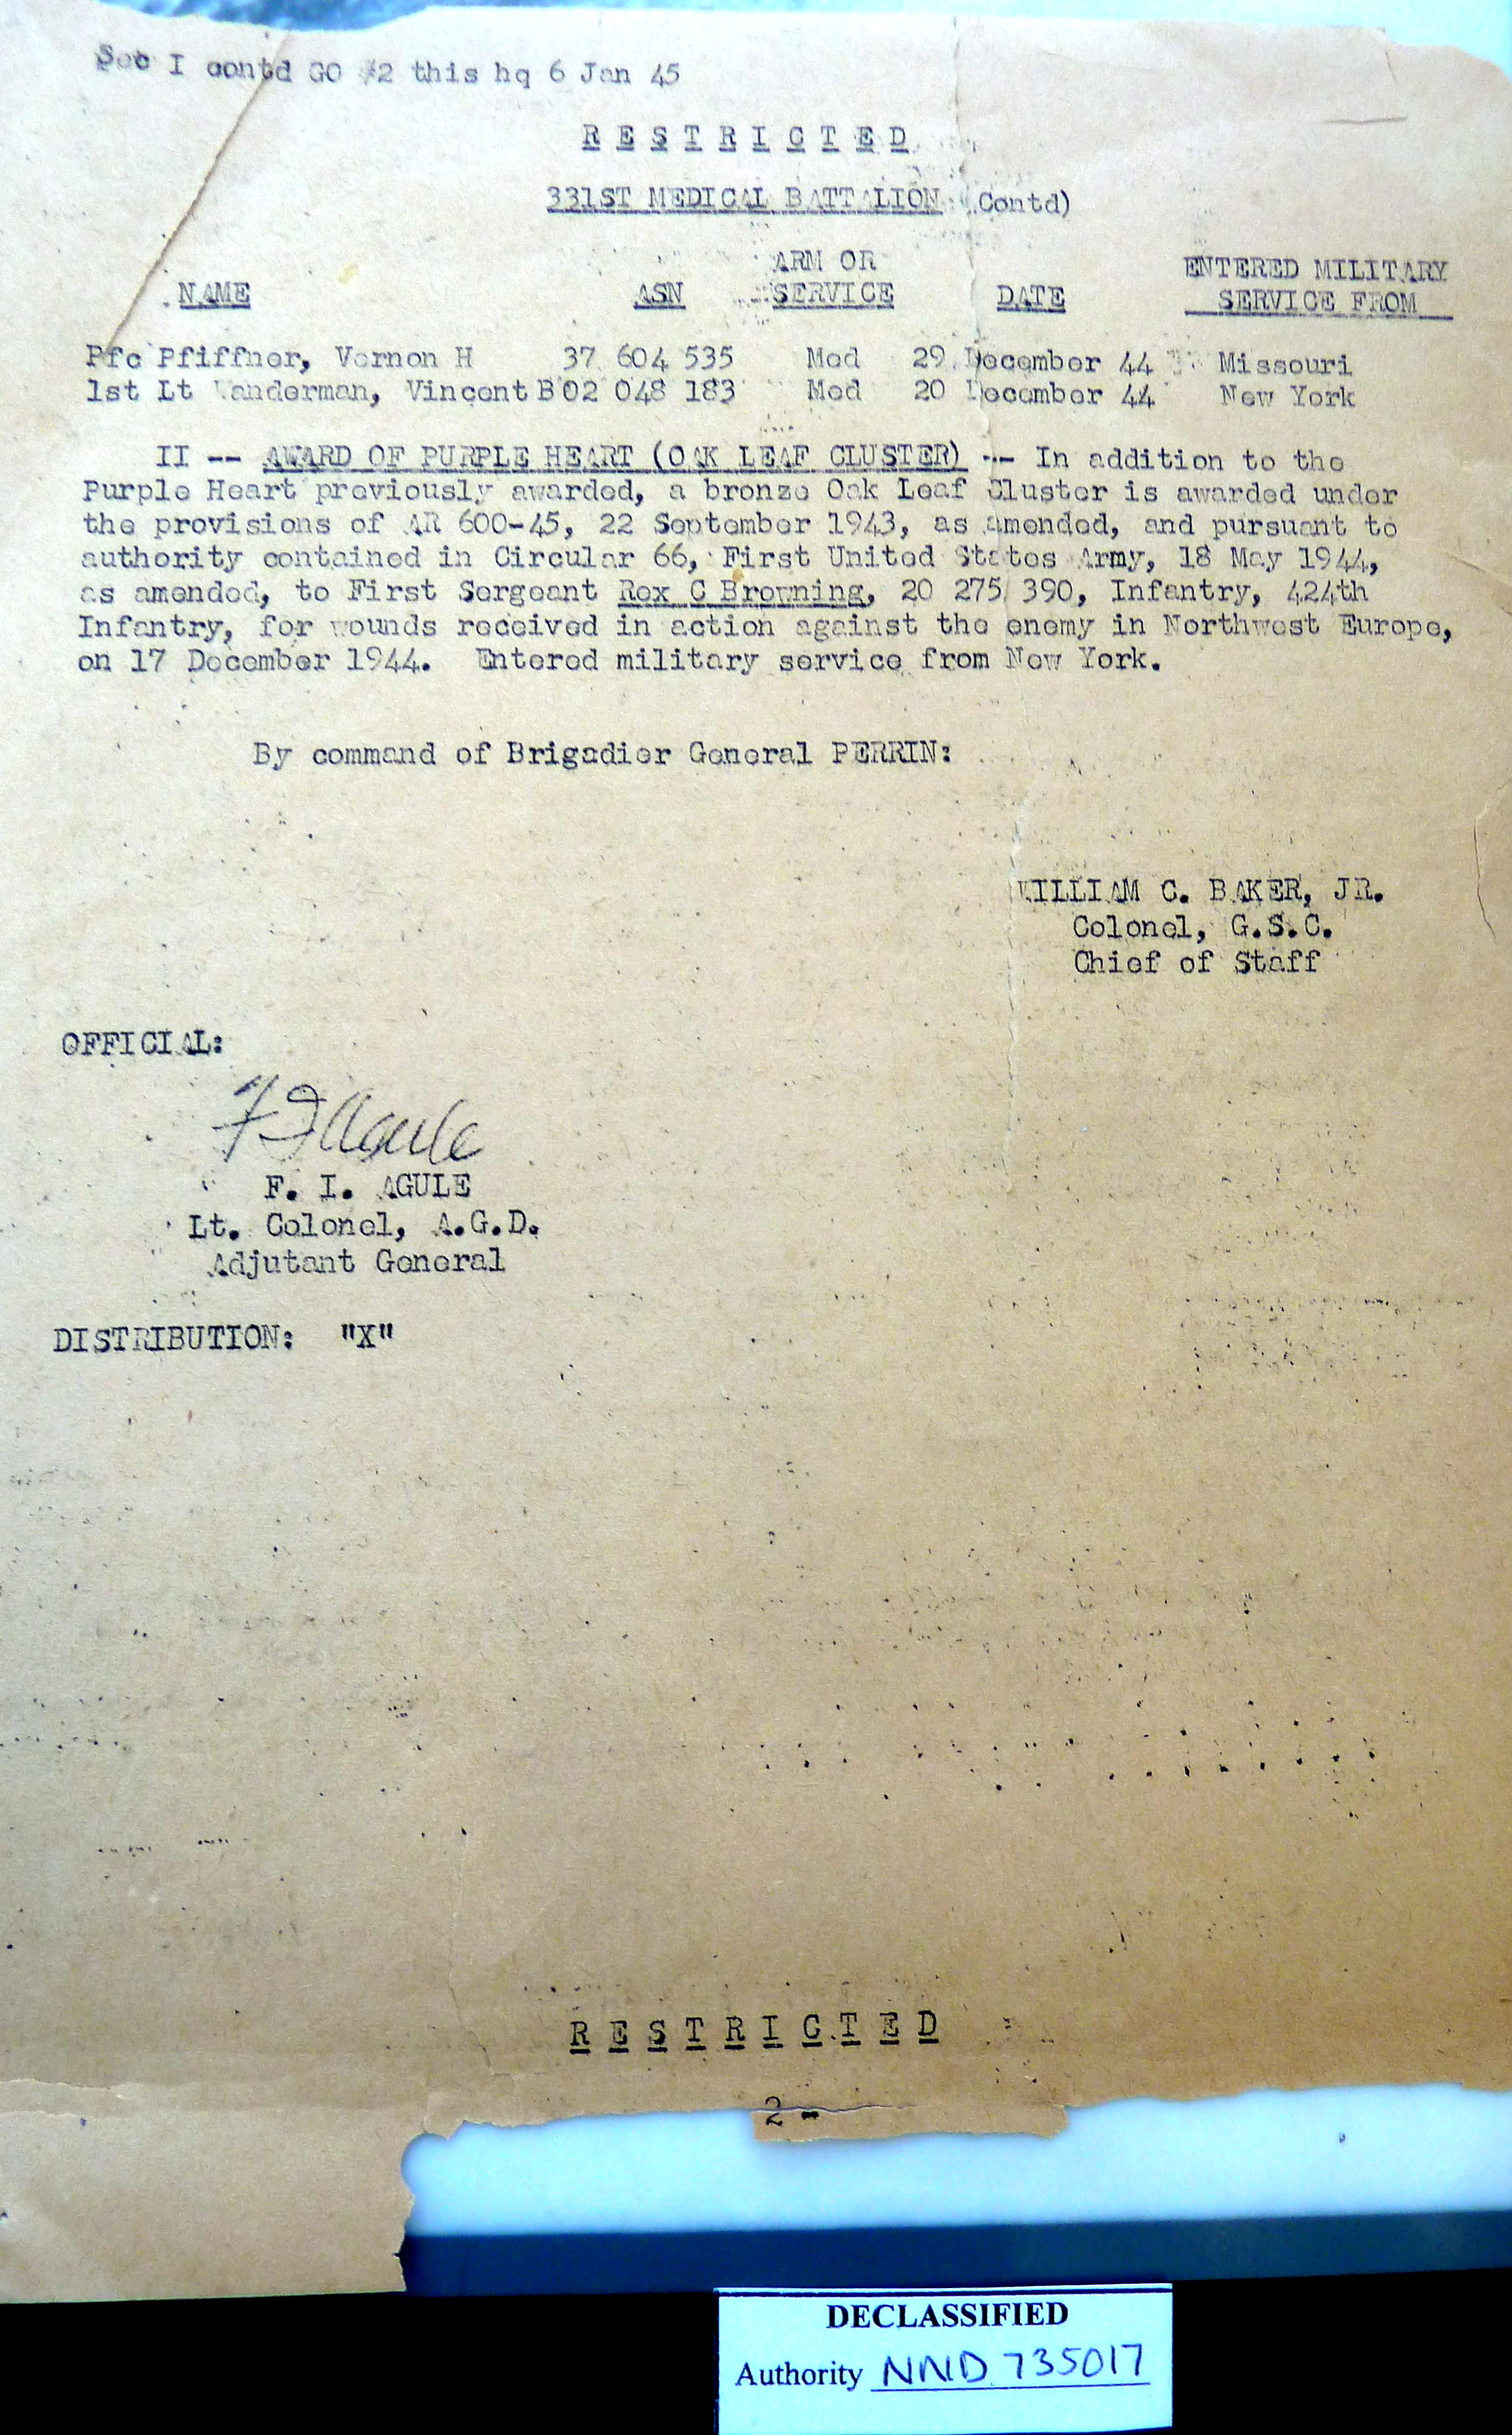 Sec I contd GO #2 this hq 6 Jan 45
R E S T R I C T E D
331ST MEDICAL BATTALION (Contd)
ARM OR
ENTERED MILITARY
NAME ASN SERVICE DATE SERVICE FROM
Pfc Pfiffner, Vernon H 37 604 535 Med 29 December 44 Missouri
1st Lt Vincent B 02 048 183 Med 20 December 44 New York
II -- AWARD OF PURPLE HEART (OAK LEAF CLUSTER) -- In addition to the
Purple Heart previously awarded, a bronze Oak Leaf Cluster is awarded under
the provisions of AR 600-45, 22 September 1943, as amended, and pursuant to
authority contained in Circular 66, First United States Army, 18 May 1944,
as amended, to First Sergeant Rex C Browning, 20 275 390, Infantry, 424th
Infantry, for wounds received in action against the enemy in Northwest Europe,
on 17 December 1944. Entered military service from New York.
By command of Brigadier General PERRIN:
WILLIAM C. BAKER, JR.
Colonel, G.S.C.
Chief of Staff
OFFICIAL:
F I Agule
F. I. AGULE
Lt. Colonel, A.G.D.
Adjutant General
DISTRIBUTION: "X"
R E S T R I C T E D
2 -
DECLASSIFIED
Authority NND 735017